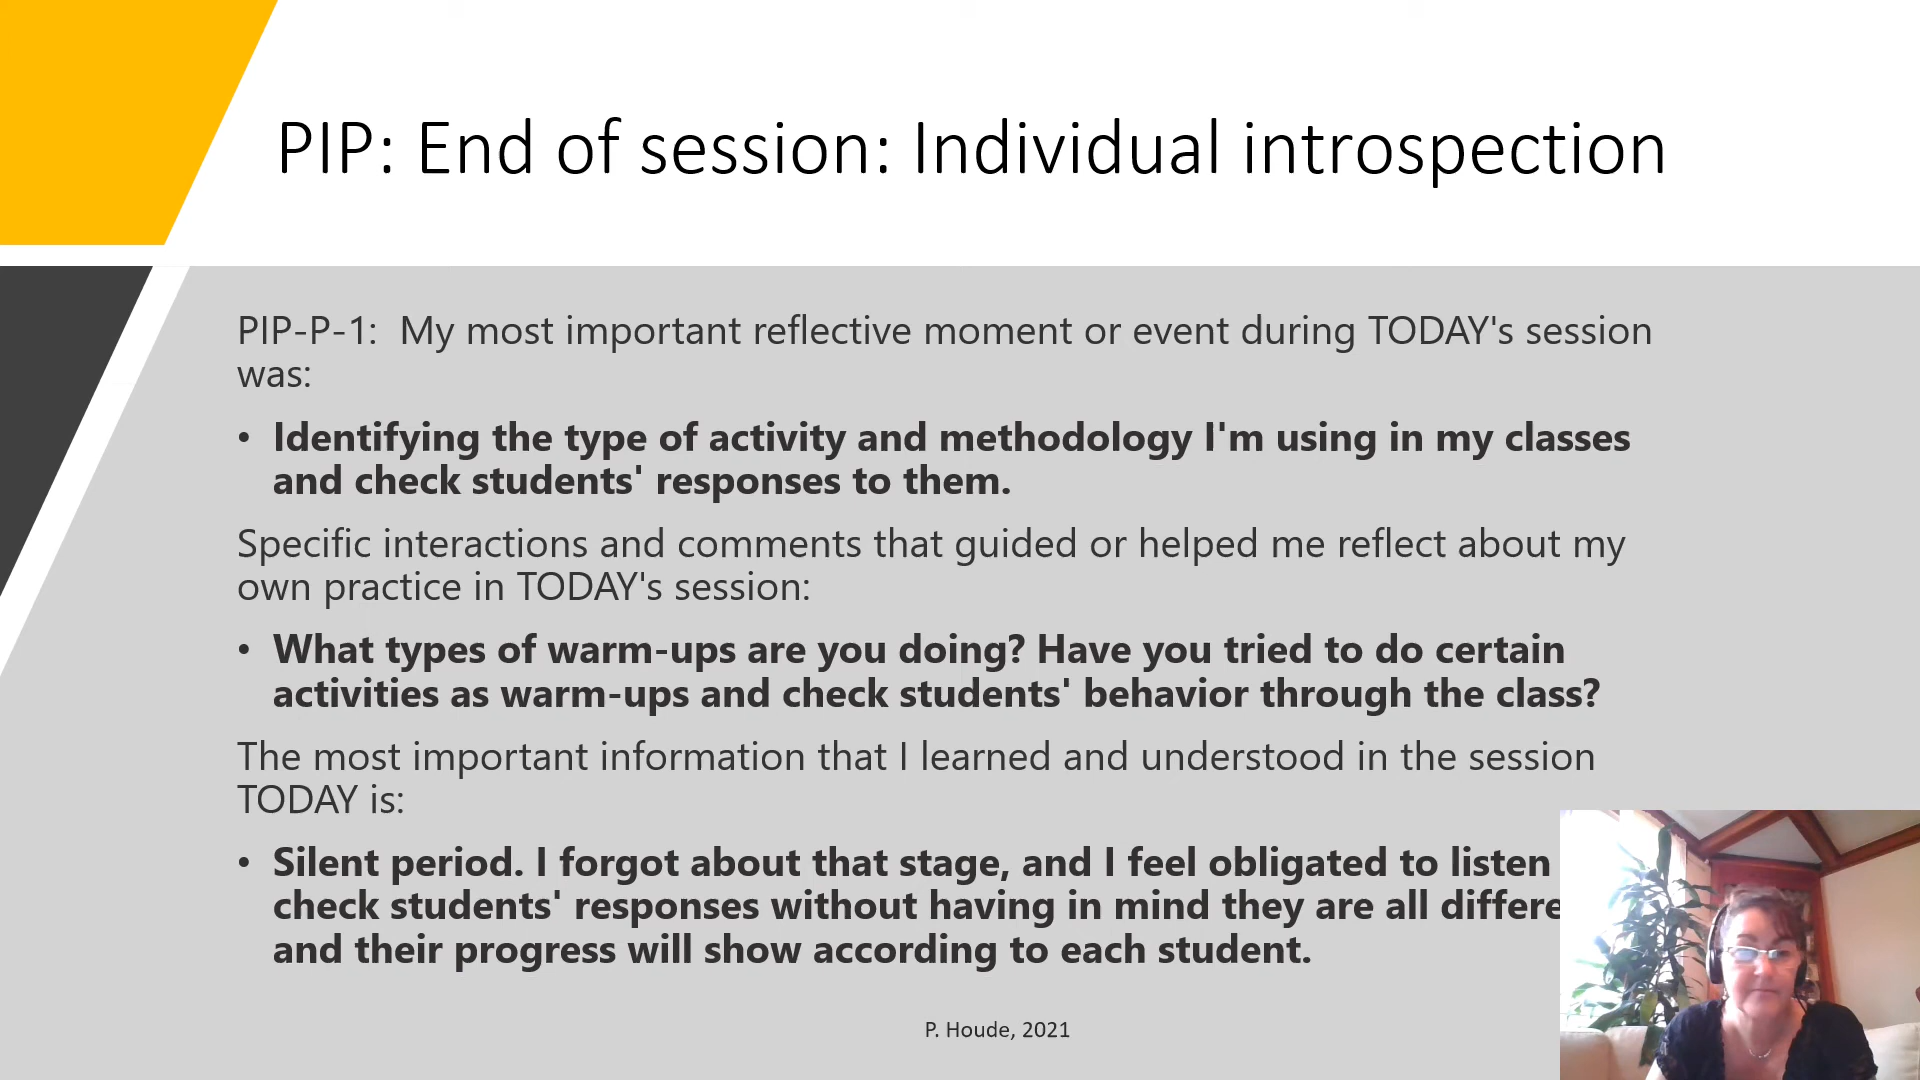 PIP: End of session: Individual introspection
PIP-P-1: My most important reflective moment or event during TODAY's session
was:
• Identifying the type of activity and methodology I'm using in my classes
and check students' responses to them.
Specific interactions and comments that guided or helped me reflect about my
own practice in TODAY's session:
• What types of warm-ups are you doing? Have you tried to do certain
activities as warm-ups and check students' behavior through the class?
The most important information that I learned and understood in the session
TODAY is:
• Silent period. I forgot about that stage, and I feel obligated to listen
check students' responses without having in mind they are all differe
and their progress will show according to each student.
P. Houde, 2021